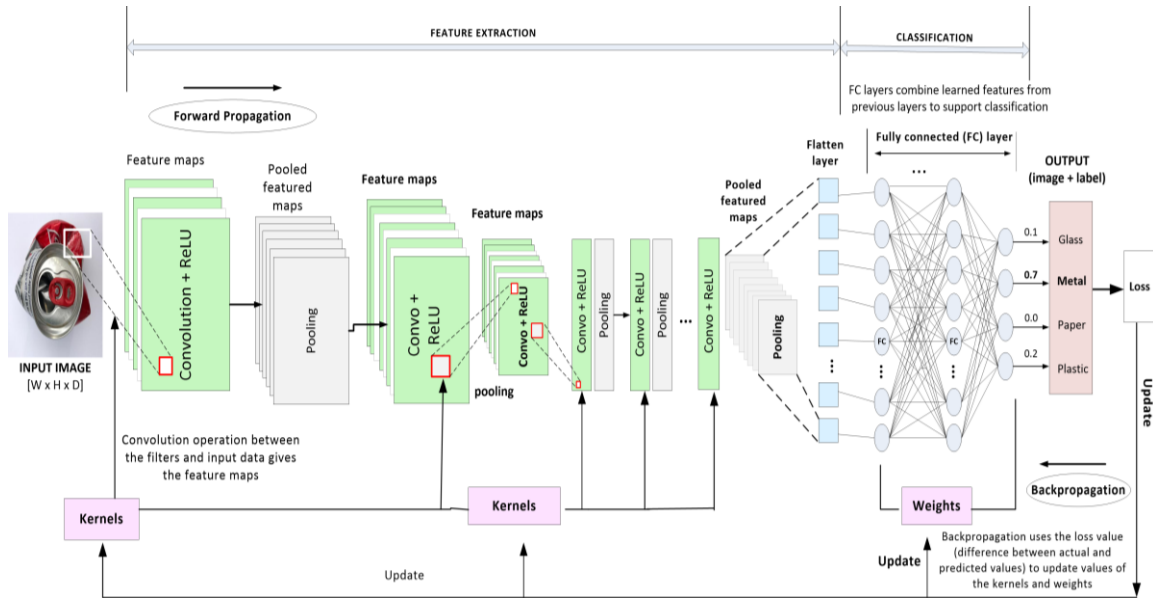 FEATURE EXTRACTION
CLASSIFICATION
Forward Propagation
FC layers combine learned features from
previous layers to support classification
Feature maps
Pooled
featured
maps
Feature maps
Feature maps
Pooled
featured
maps
Flatten
layer
Fully connected (FC) layer
...
OUTPUT
(image + label)
Convolution + ReLU
Pooling
Convo +
ReLU
pooling
Convo + ReLU
Convo + ReLU
Pooling
Convo + ReLU
Pooling
...
Convo + ReLU
Pooling
FC
FC
0.1
Glass
0.7
Metal
0.0
Paper
0.2
Plastic
Loss
INPUT IMAGE
[W x H x D]
Convolution operation between
the filters and input data gives
the feature maps
Kernels
Kernels
Weights
Update
Backpropagation
Backpropagation uses the loss value
(difference between actual and
predicted values) to update values of
the kernels and weights
Update
Update